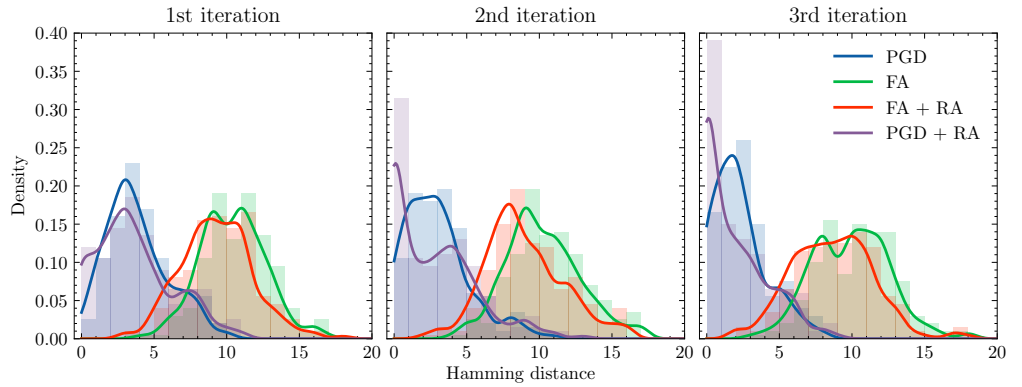 1st iteration
2nd iteration
3rd iteration
0.40
0.35
0.30
0.25
0.20
0.15
0.10
0.05
0.00
Density
0 5 10 15 20
0 5 10 15 20
0 5 10 15 20
Hamming distance
PGD
FA
FA + RA
PGD + RA